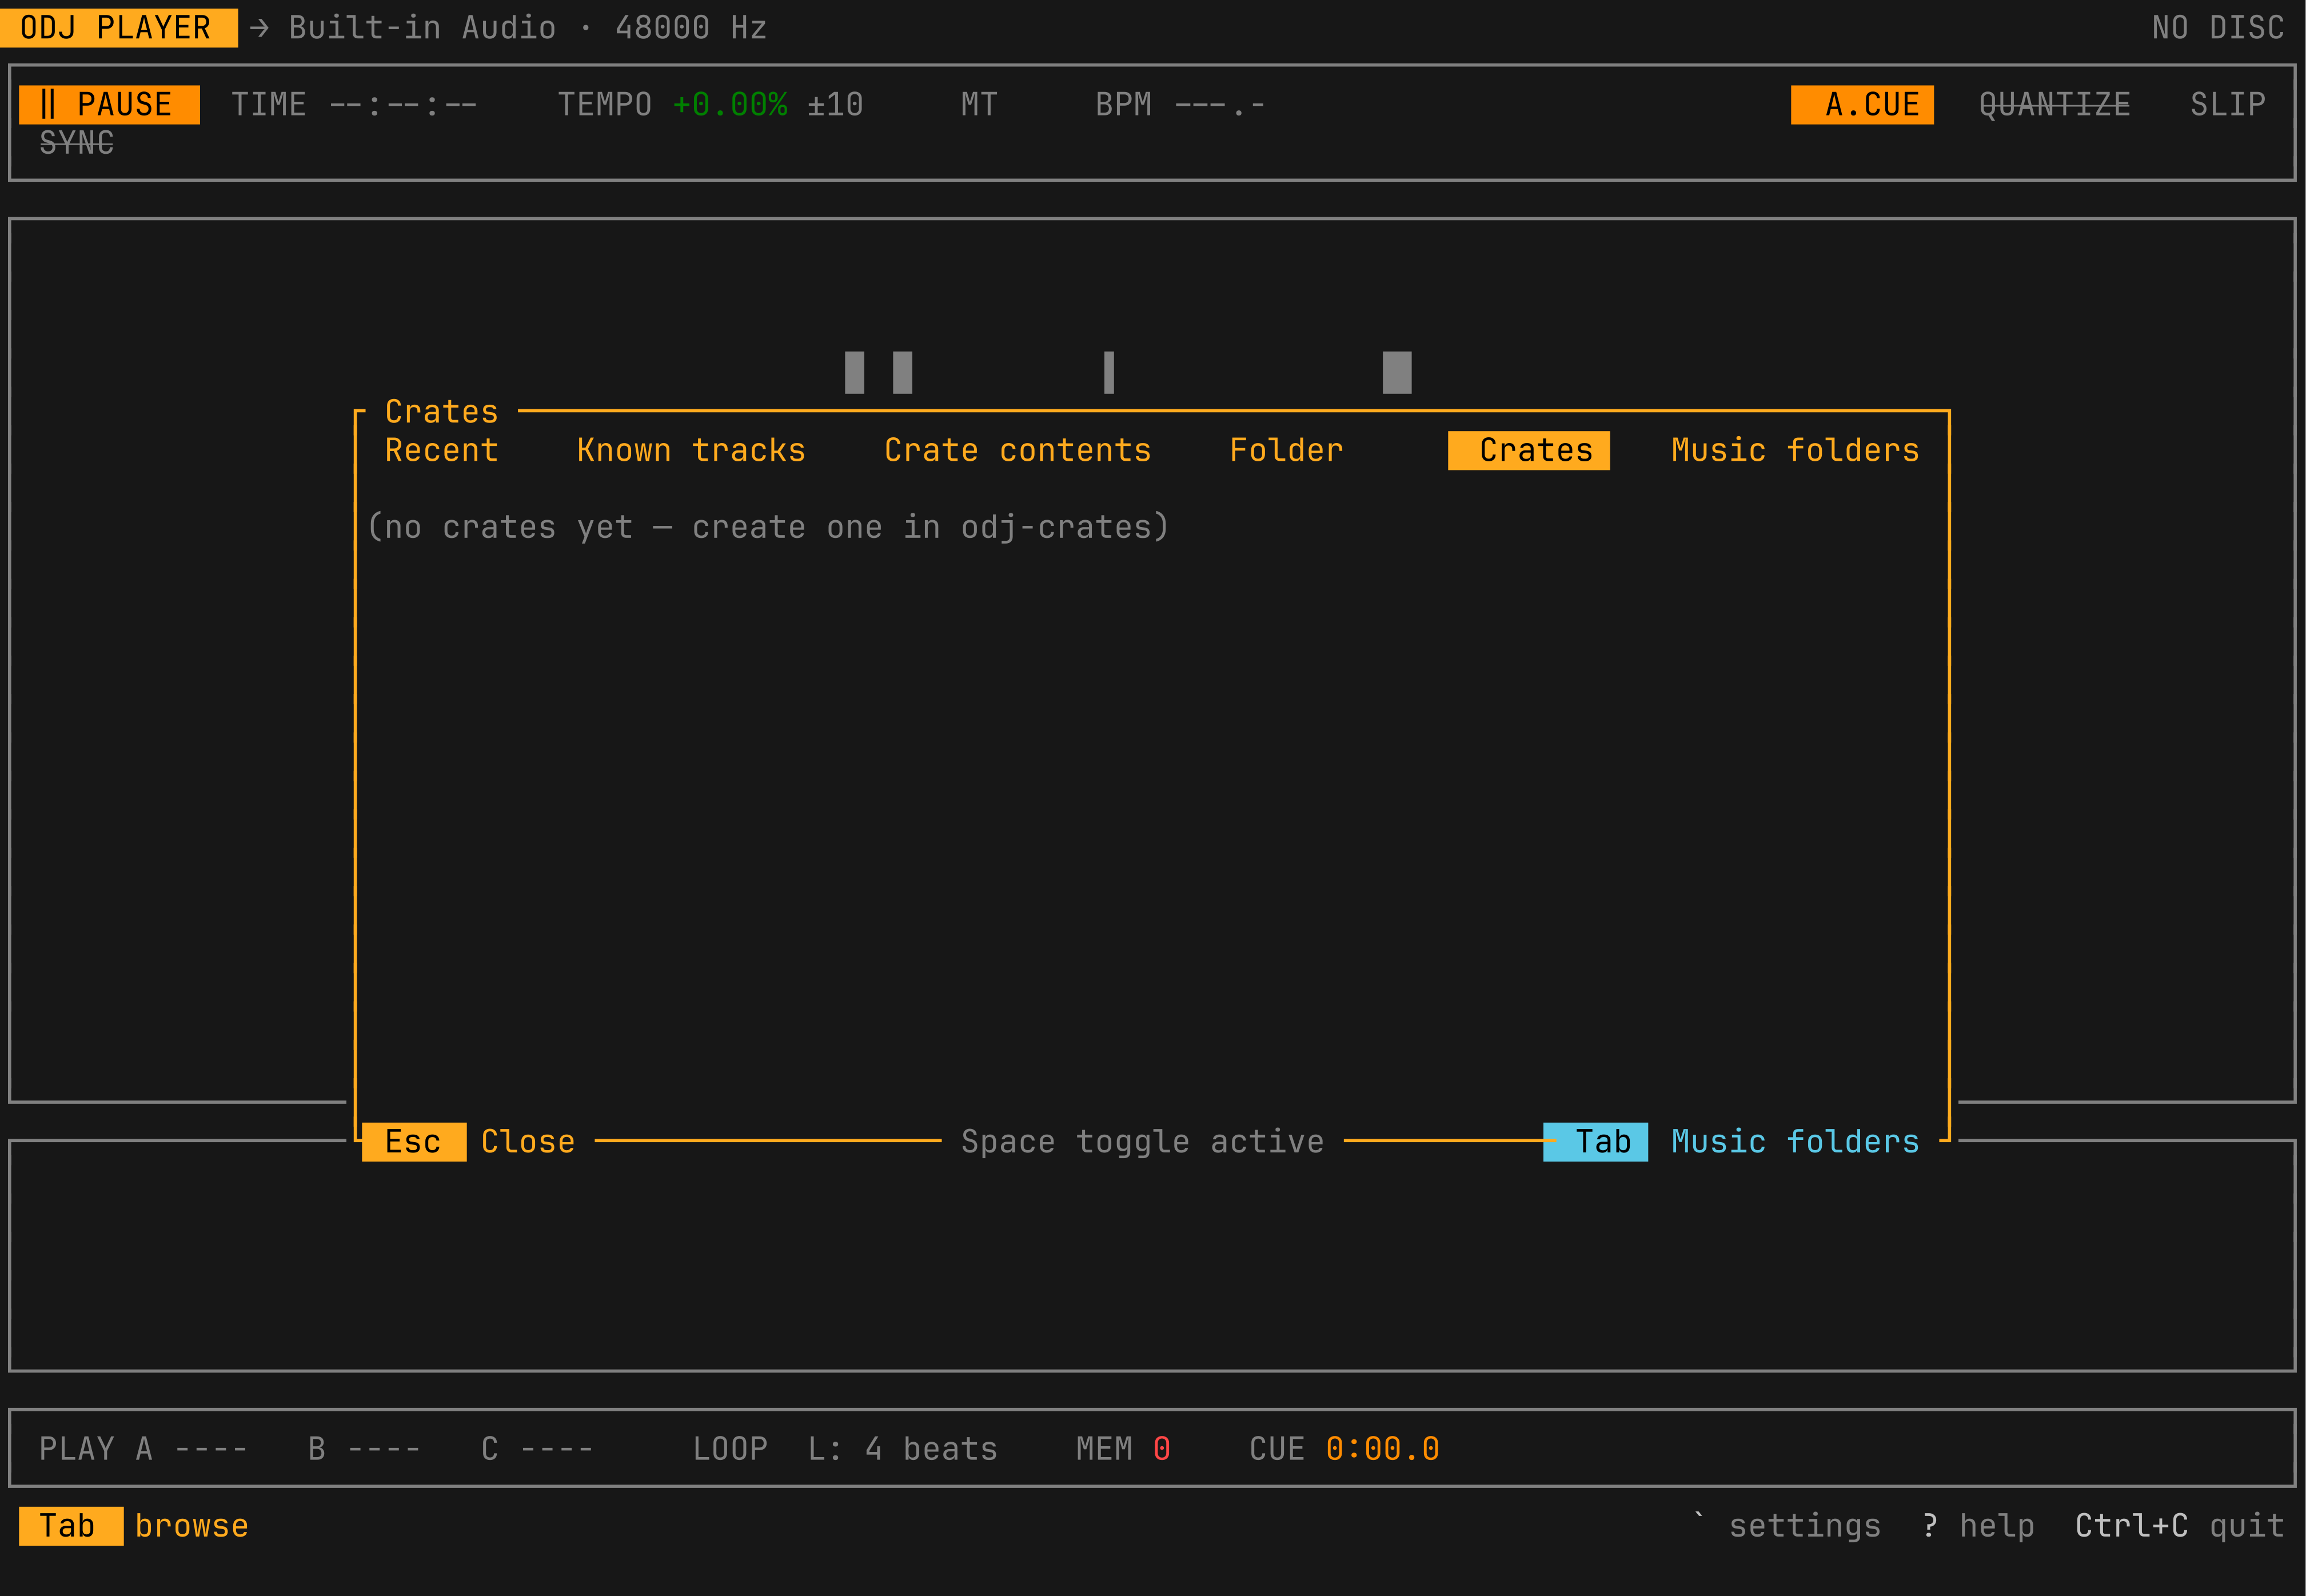 ODJ PLAYER → Built-in Audio · 48000 Hz NO DISC
‖ PAUSE TIME --:--:-- TEMPO +0.00% ±10 MT BPM ---.- A.CUE QUANTIZE SLIP
SYNC
Crates
Recent Known tracks Crate contents Folder Crates Music folders
(no crates yet — create one in odj-crates)
Esc Close Space toggle active Tab Music folders
PLAY A ---- B ---- C ---- LOOP L: 4 beats MEM 0 CUE 0:00.0
Tab browse ` settings ? help Ctrl+C quit